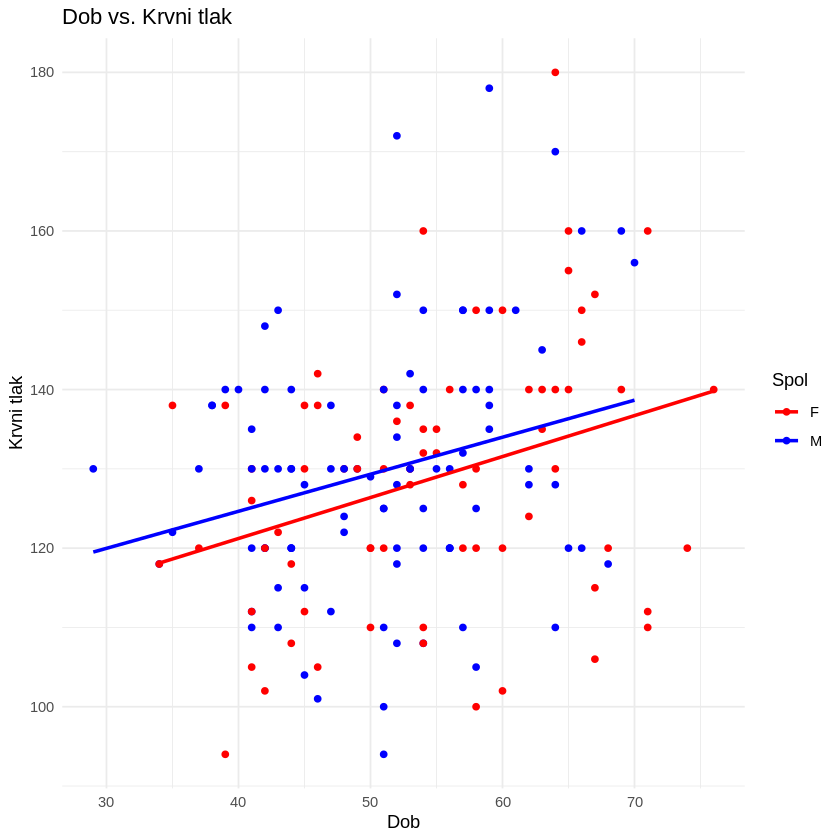 Dob vs. Krvni tlak
180
160
140
120
100
Krvni tlak
30 40 50 60 70
Dob
Spol
F
M